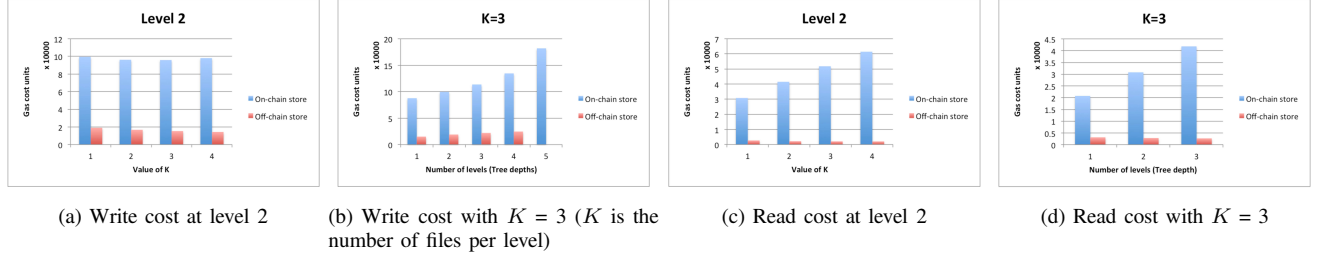 Level 2
12
10
8
6
4
2
0
x 10000
Gas cost units
1 2 3 4
Value of K
On-chain store
Off-chain store
K=3
20
15
10
5
0
x 10000
Gas cost units
1 2 3 4 5
Number of levels (Tree depths)
On-chain store
Off-chain store
Level 2
7
6
5
4
3
2
1
0
x 10000
Gas cost units
1 2 3 4
Value of K
On-chain store
Off-chain store
K=3
4.5
4
3.5
3
2.5
2
1.5
1
0.5
0
x 10000
Gas cost units
1 2 3
Number of levels (Tree depth)
On-chain store
Off-chain store
(a) Write cost at level 2
(b) Write cost with K = 3 (K is the
number of files per level)
(c) Read cost at level 2
(d) Read cost with K = 3